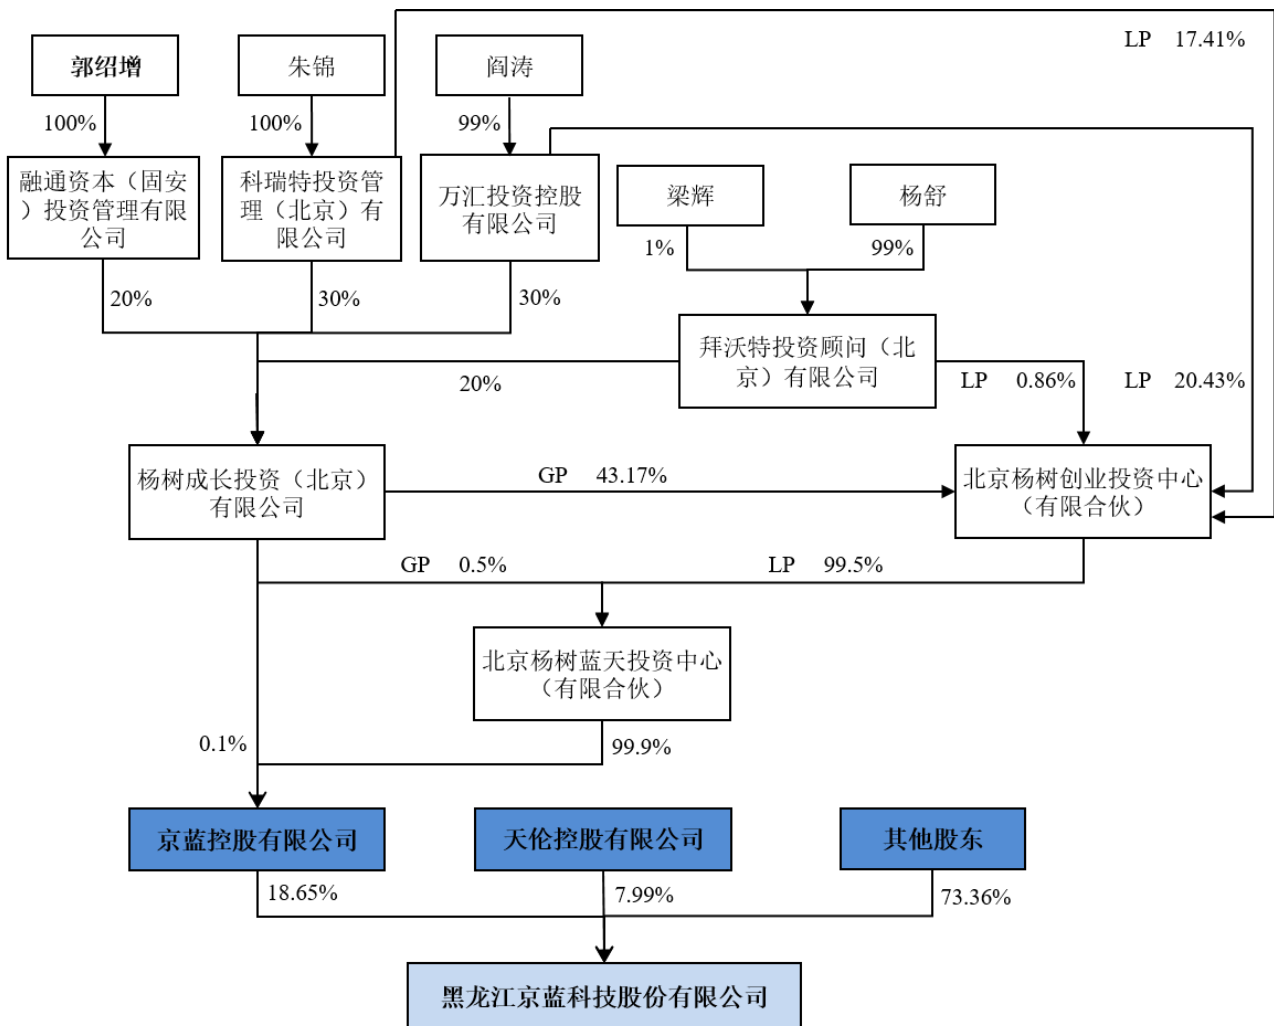 LP 17.41%
郭绍增
朱锦
阎涛
100%
100%
99%
融通资本（固安
）投资管理有限
公司
科瑞特投资管
理（北京）有
限公司
万汇投资控股
有限公司
梁辉
杨舒
1%
99%
20%
30%
30%
拜沃特投资顾问（北
京）有限公司
20%
LP 0.86%
LP 20.43%
杨树成长投资（北京）
有限公司
GP 43.17%
北京杨树创业投资中心
（有限合伙）
GP 0.5%
LP 99.5%
北京杨树蓝天投资中心
（有限合伙）
0.1%
99.9%
京蓝控股有限公司
天伦控股有限公司
其他股东
18.65%
7.99%
73.36%
黑龙江京蓝科技股份有限公司